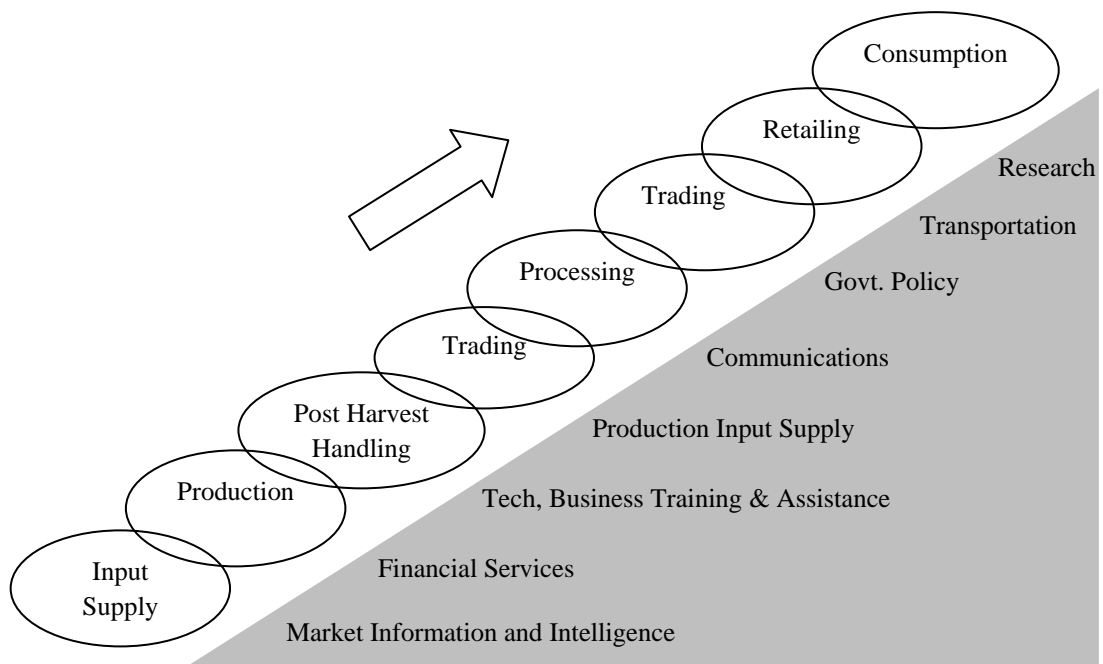 Consumption
Retailing
Research
Trading
Transportation
Processing
Govt. Policy
Trading
Communications
Post Harvest
Handling
Production Input Supply
Production
Tech, Business Training & Assistance
Input
Supply
Financial Services
Market Information and Intelligence